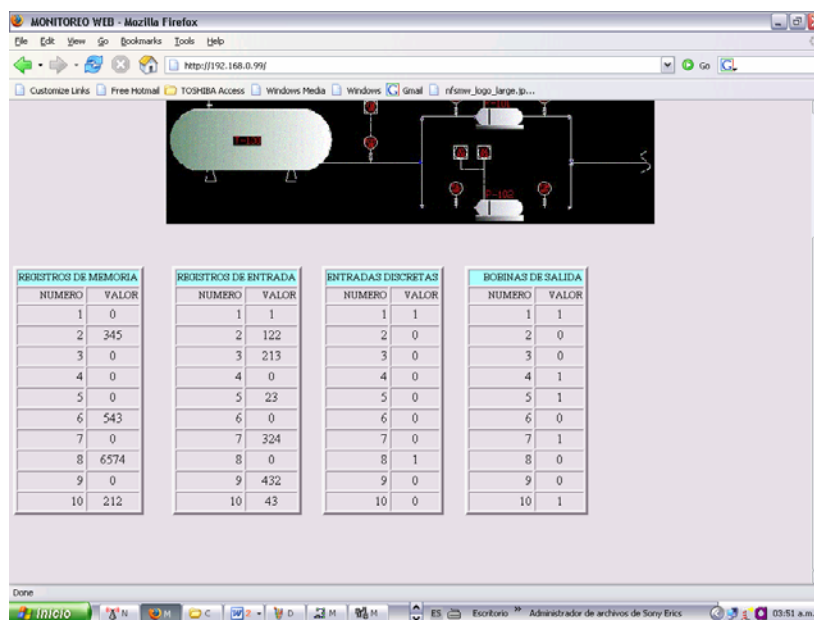 MONITOREO WEB - Mozilla Firefox
File Edit View Go Bookmarks Tools Help
http://192.168.0.99/ Go
Customize Links Free Hotmail TOSHIBA Access Windows Media Windows Gmail nfsmw_logo_large.jp...
P-102
REGISTROS DE MEMORIA
NUMERO VALOR
1 0
2 345
3 0
4 0
5 0
6 543
7 0
8 6574
9 0
10 212
REGISTROS DE ENTRADA
NUMERO VALOR
1 1
2 122
3 213
4 0
5 23
6 0
7 324
8 0
9 432
10 43
ENTRADAS DISCRETAS
NUMERO VALOR
1 1
2 0
3 0
4 0
5 0
6 0
7 0
8 1
9 0
10 0
BOBINAS DE SALIDA
NUMERO VALOR
1 1
2 0
3 0
4 1
5 1
6 0
7 1
8 0
9 0
10 1
Done
Inicio N M C 2 D M M ES Escritorio » Administrador de archivos de Sony Erics 03:51 a.m.